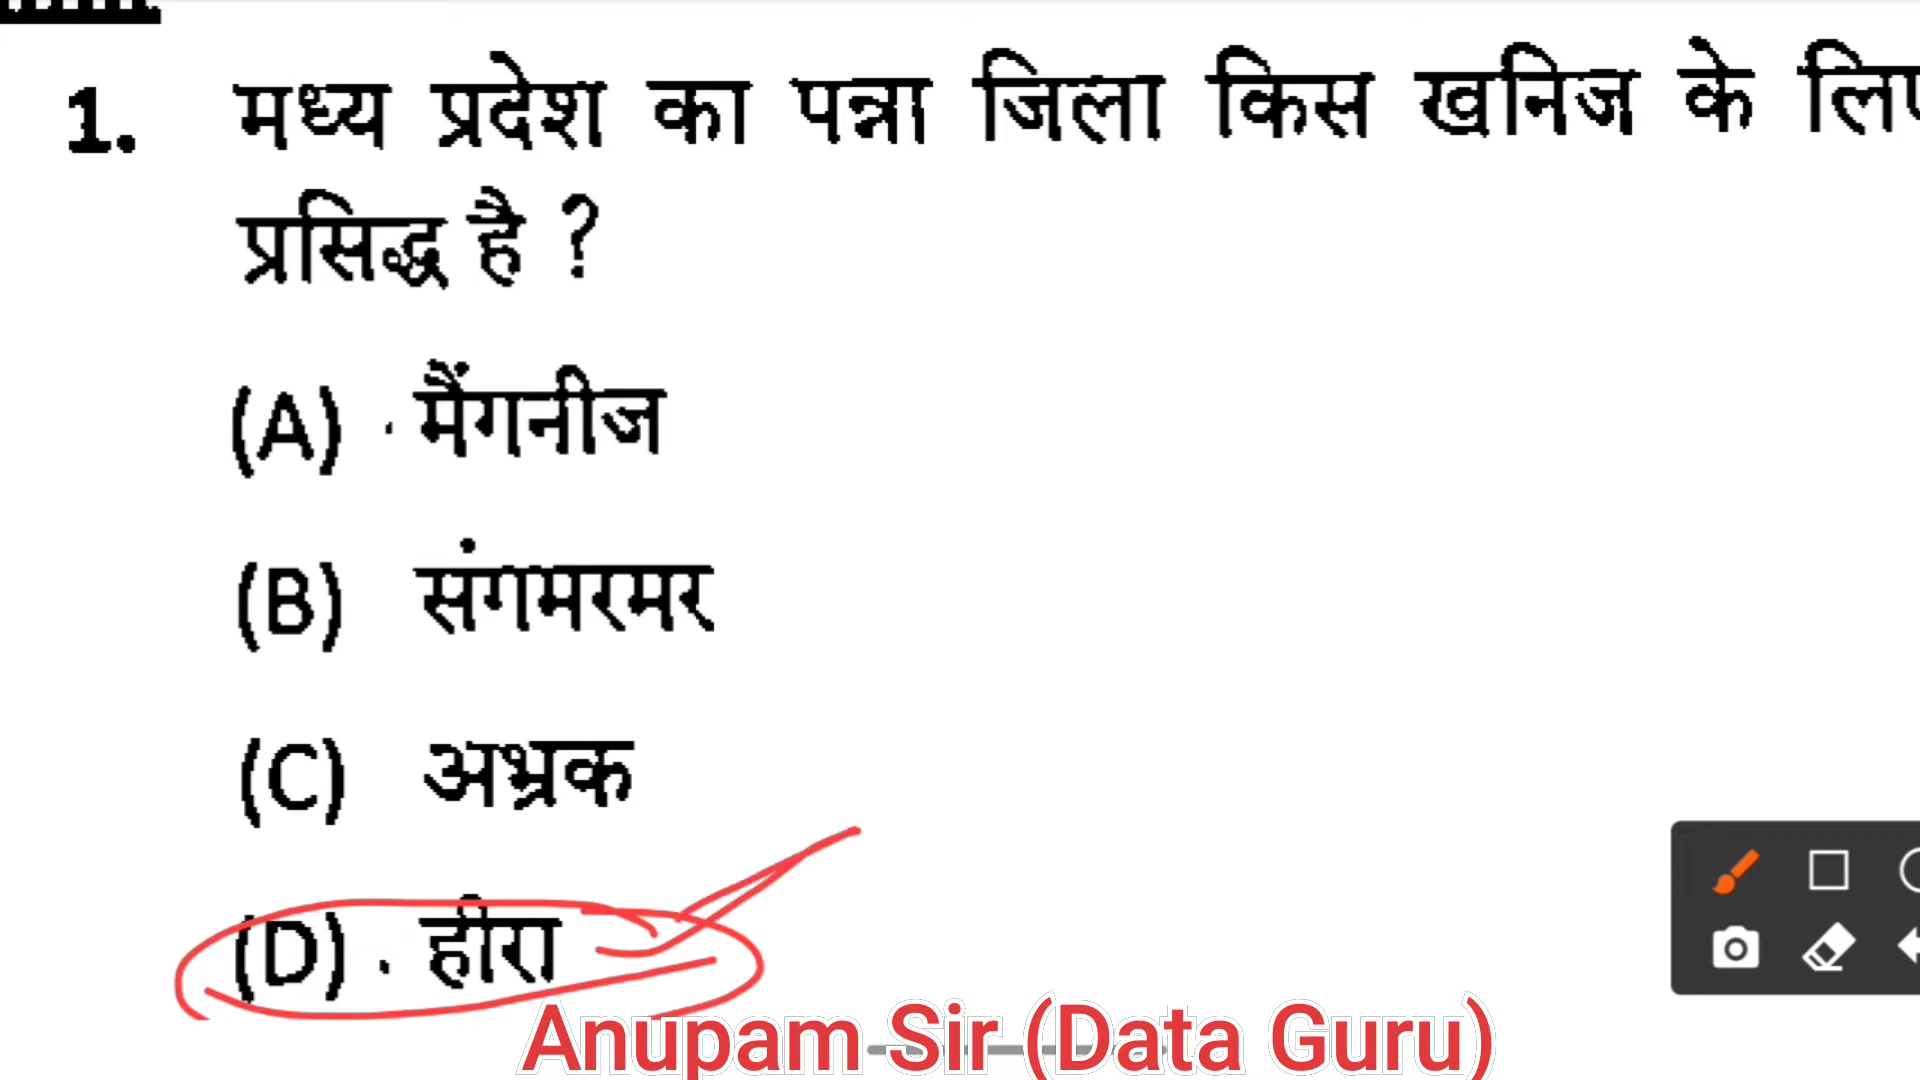 1. मध्य प्रदेश का पन्ना जिला किस खनिज के लिए
प्रसिद्ध है ?
(A) मैंगनीज
(B) संगमरमर
(C) अभ्रक
(D) हीरा
Anupam Sir (Data Guru)